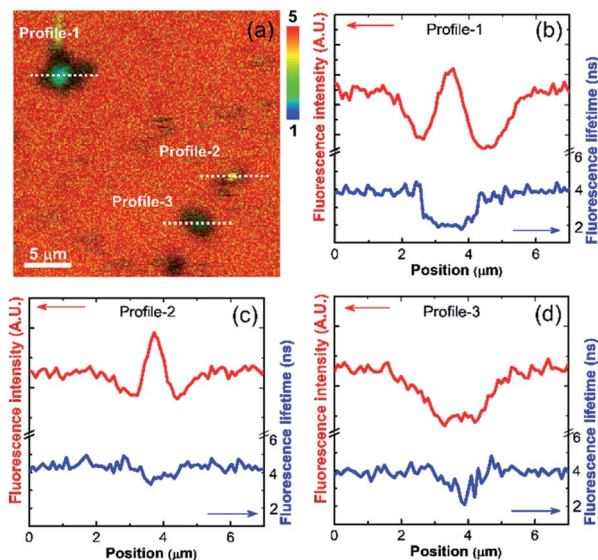 Profile-1
(a)
Profile-2
Profile-3
5 μm
5
1
(b)
Profile-1
Fluorescence intensity (A.U.)
Fluorescence lifetime (ns)
6
4
2
0 2 4 6
Position (μm)
(c)
Profile-2
Fluorescence intensity (A.U.)
Fluorescence lifetime (ns)
6
4
2
0 2 4 6
Position (μm)
(d)
Profile-3
Fluorescence intensity (A.U.)
Fluorescence lifetime (ns)
6
4
2
0 2 4 6
Position (μm)